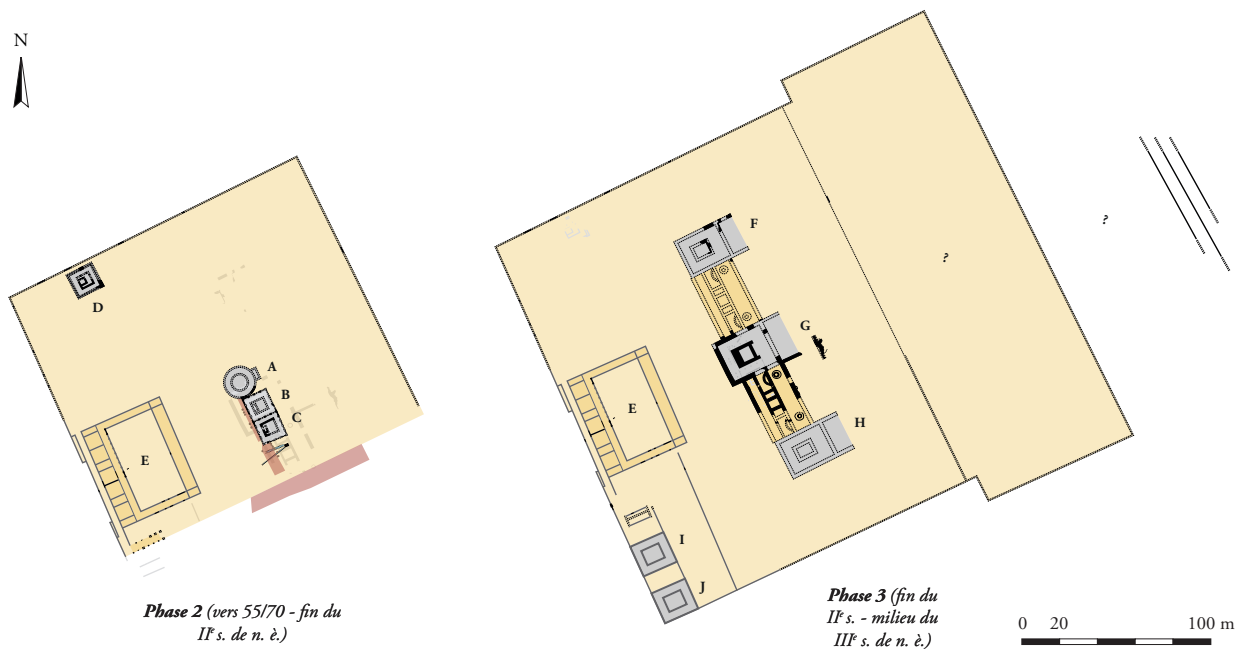 N
A
B
C
D
E
Phase 2 (vers 55/70 - fin du
IIe s. de n. è.)
F
G
H
E
I
J
?
?
Phase 3 (fin du
IIe s. - milieu du
IIIe s. de n. è.)
0 20 100 m